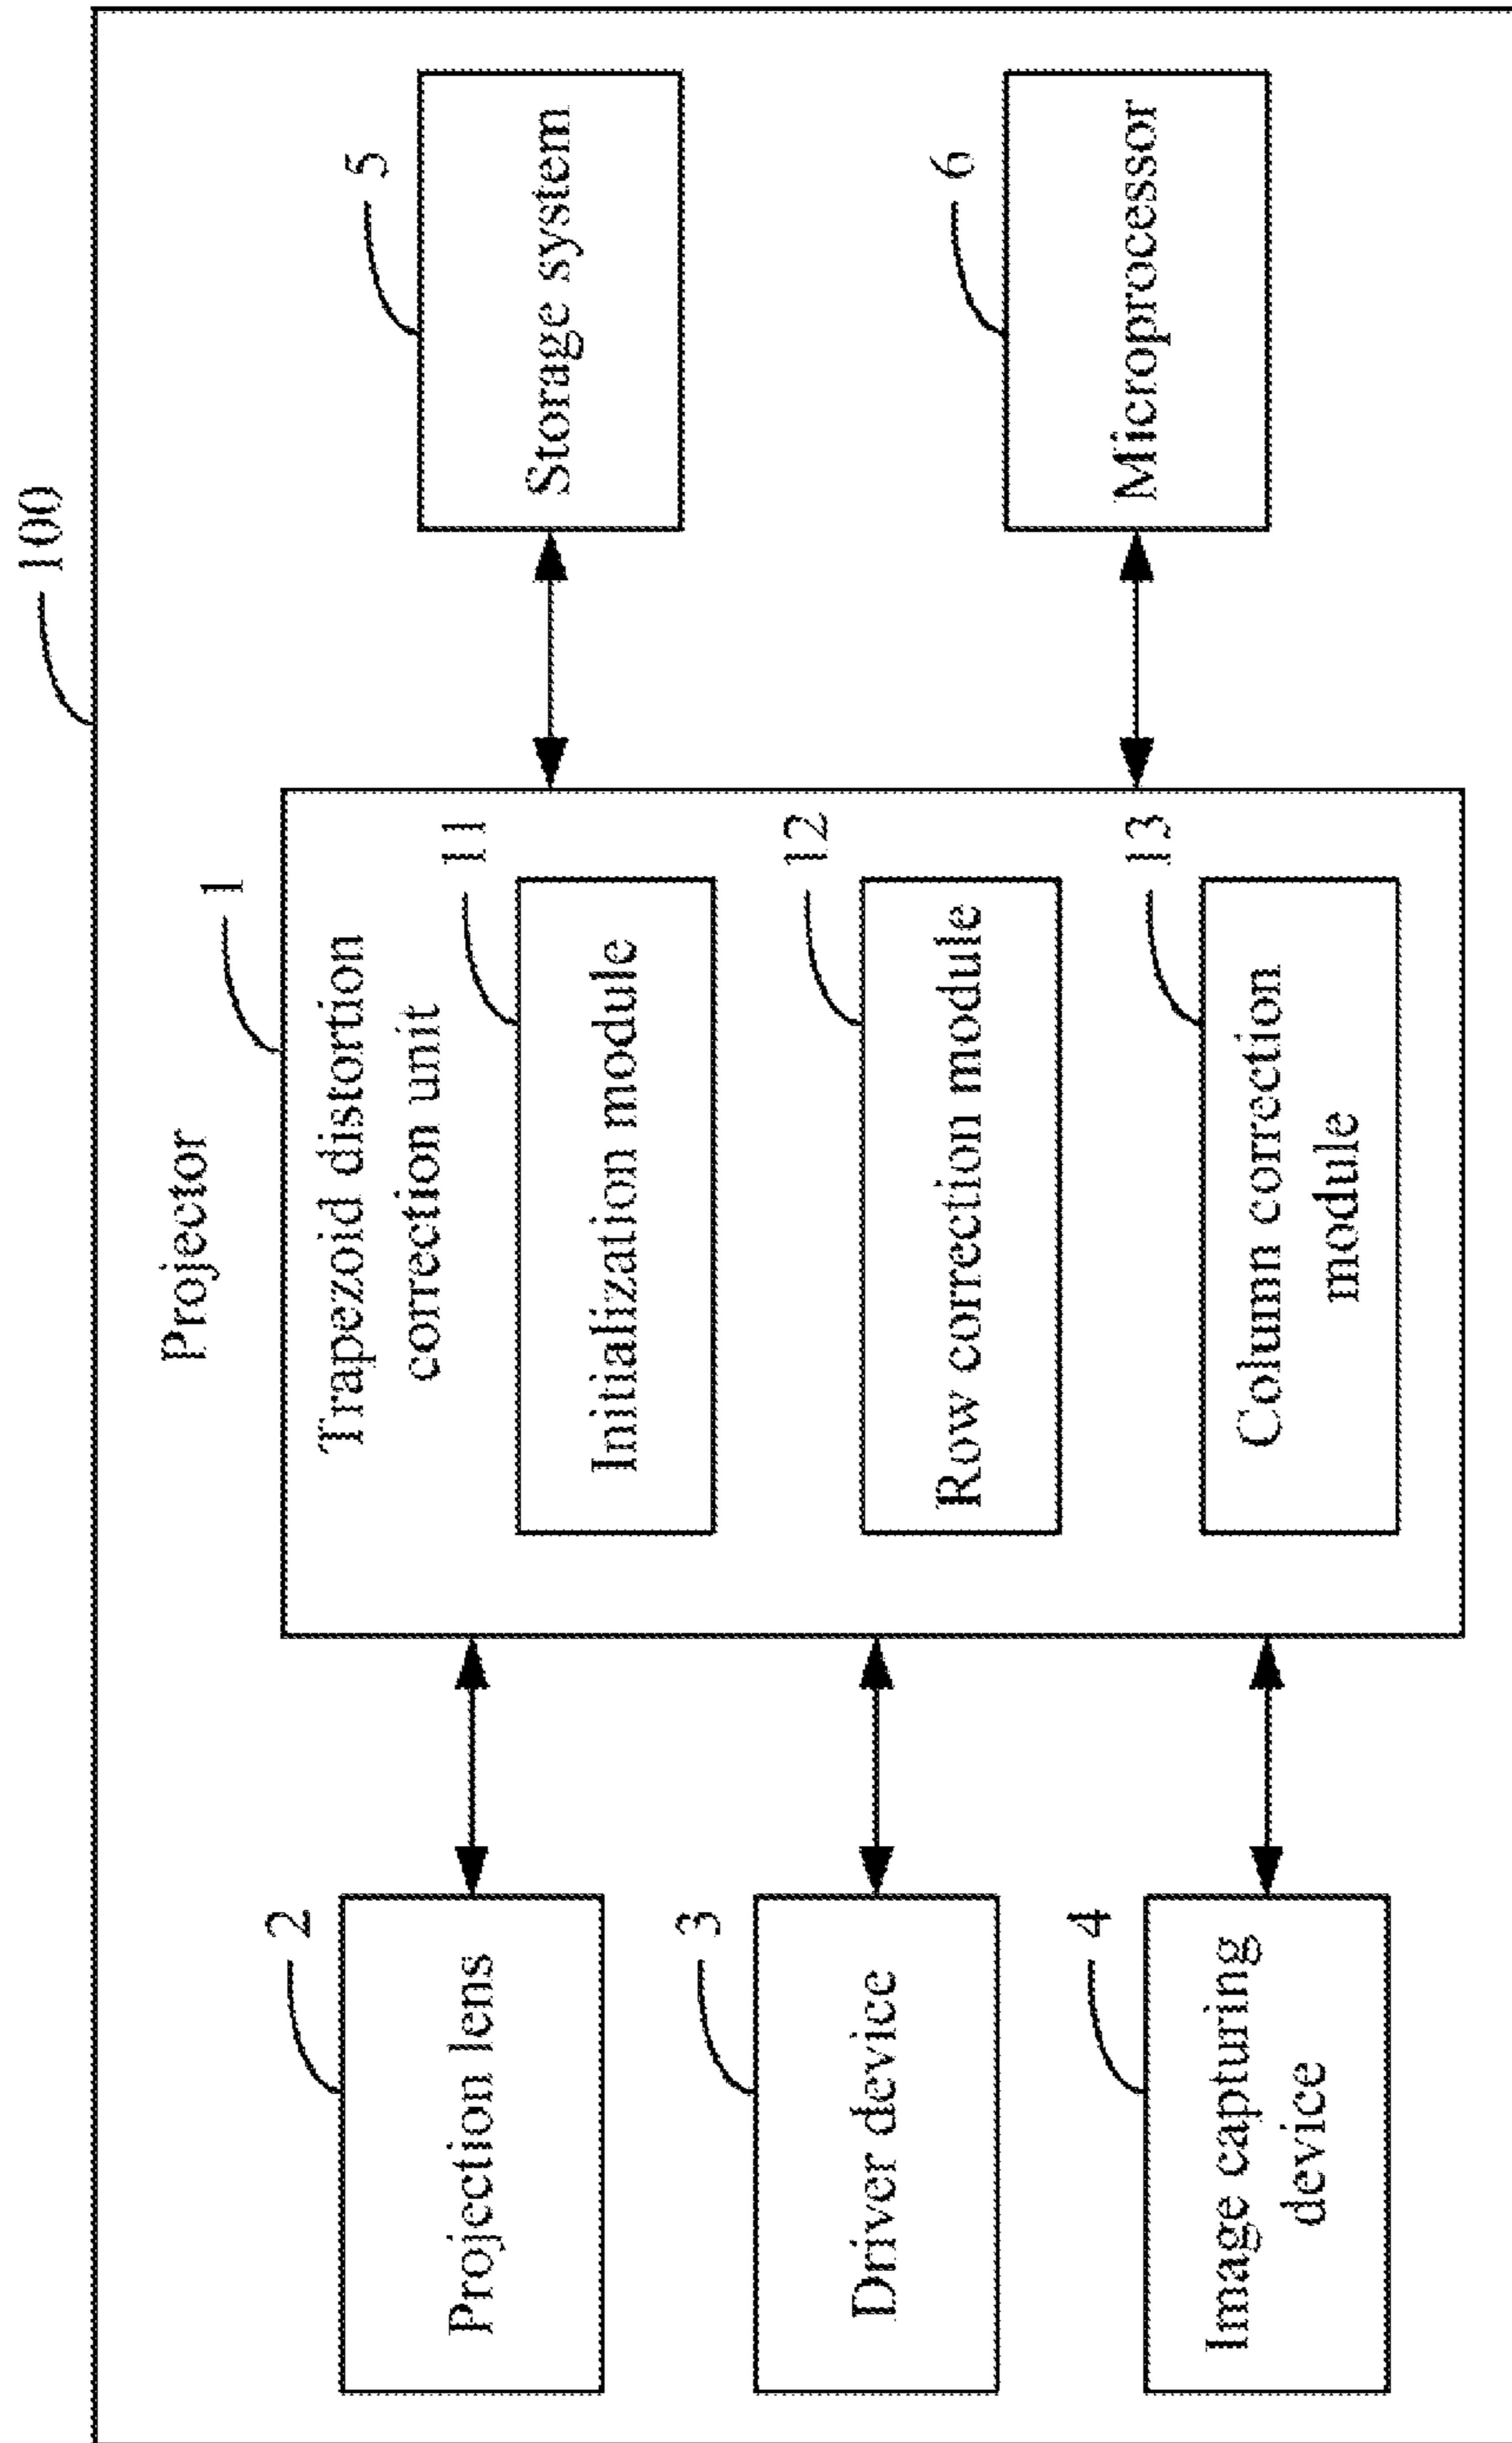 100
Projector
1
Trapezoid distortion
correction unit
11
Initialization module
12
Row correction module
13
Column correction
module
2
Projection lens
3
Driver device
4
Image capturing
device
5
Storage system
6
Microprocessor